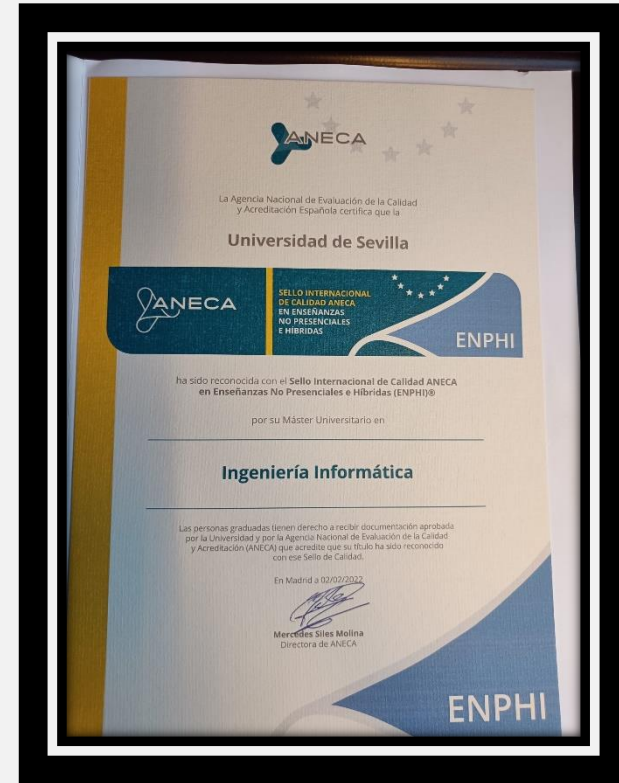 ANECA
La Agencia Nacional de Evaluación de la Calidad
y Acreditación Española certifica que la
Universidad de Sevilla
ANECA
SELLO INTERNACIONAL
DE CALIDAD ANECA
EN ENSEÑANZAS
NO PRESENCIALES
E HÍBRIDAS
ENPHI
ha sido reconocida con el Sello Internacional de Calidad ANECA
en Enseñanzas No Presenciales e Híbridas (ENPHI)®
por su Máster Universitario en
Ingeniería Informática
Las personas graduadas tienen derecho a recibir documentación aprobada
por la Universidad y por la Agencia Nacional de Evaluación de la Calidad
y Acreditación (ANECA) que acredite que su título ha sido reconocido
con ese Sello de Calidad.
En Madrid a 02/02/2022
Mercedes Siles Molina
Directora de ANECA
ENPHI